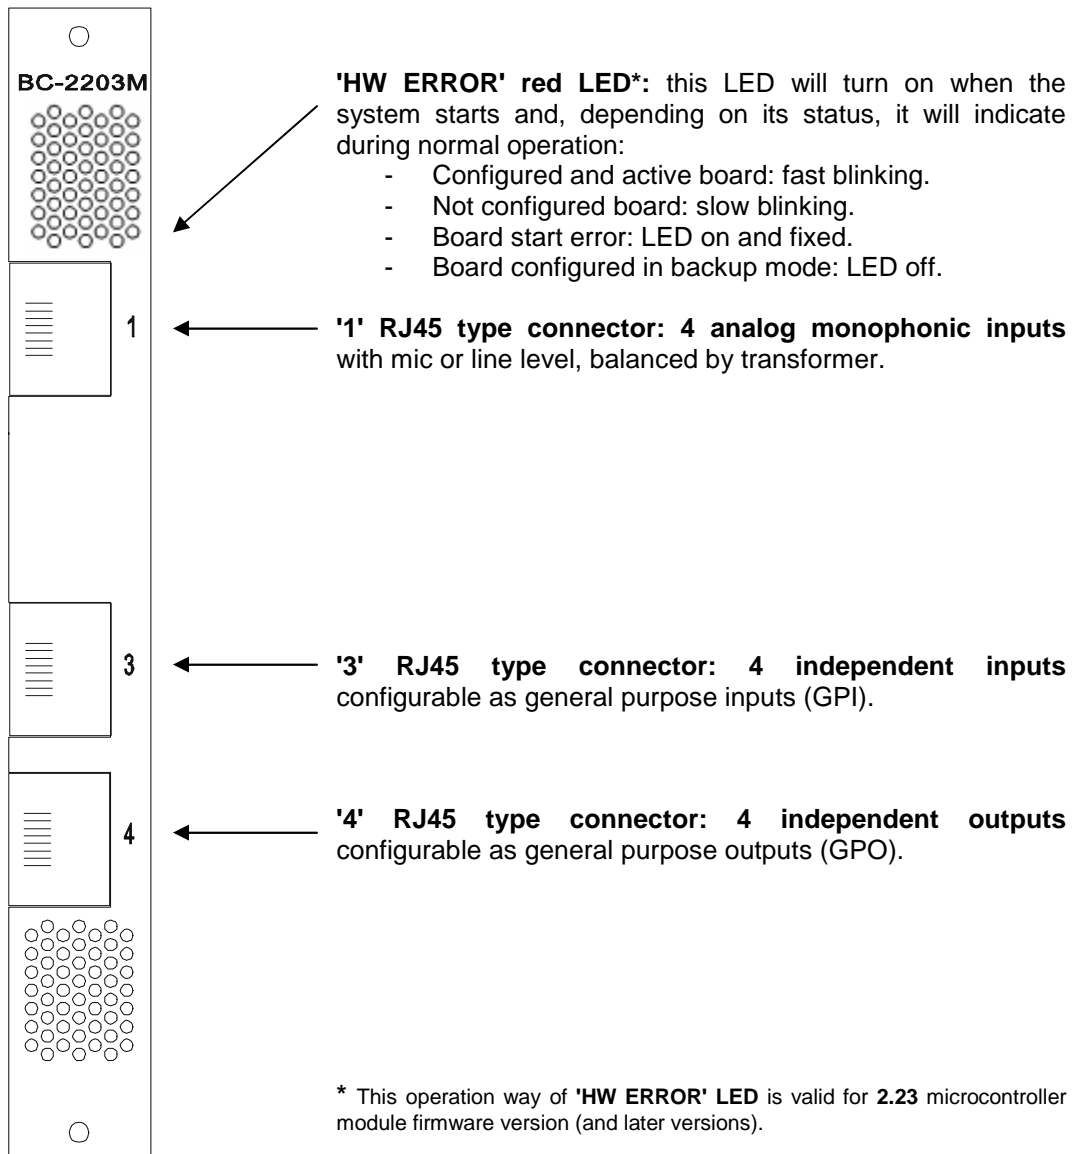 BC-2203M
'HW ERROR' red LED*: this LED will turn on when the
system starts and, depending on its status, it will indicate
during normal operation:
- Configured and active board: fast blinking.
- Not configured board: slow blinking.
- Board start error: LED on and fixed.
- Board configured in backup mode: LED off.
1
'1' RJ45 type connector: 4 analog monophonic inputs
with mic or line level, balanced by transformer.
3
'3' RJ45 type connector: 4 independent inputs
configurable as general purpose inputs (GPI).
4
'4' RJ45 type connector: 4 independent outputs
configurable as general purpose outputs (GPO).
* This operation way of 'HW ERROR' LED is valid for 2.23 microcontroller
module firmware version (and later versions).